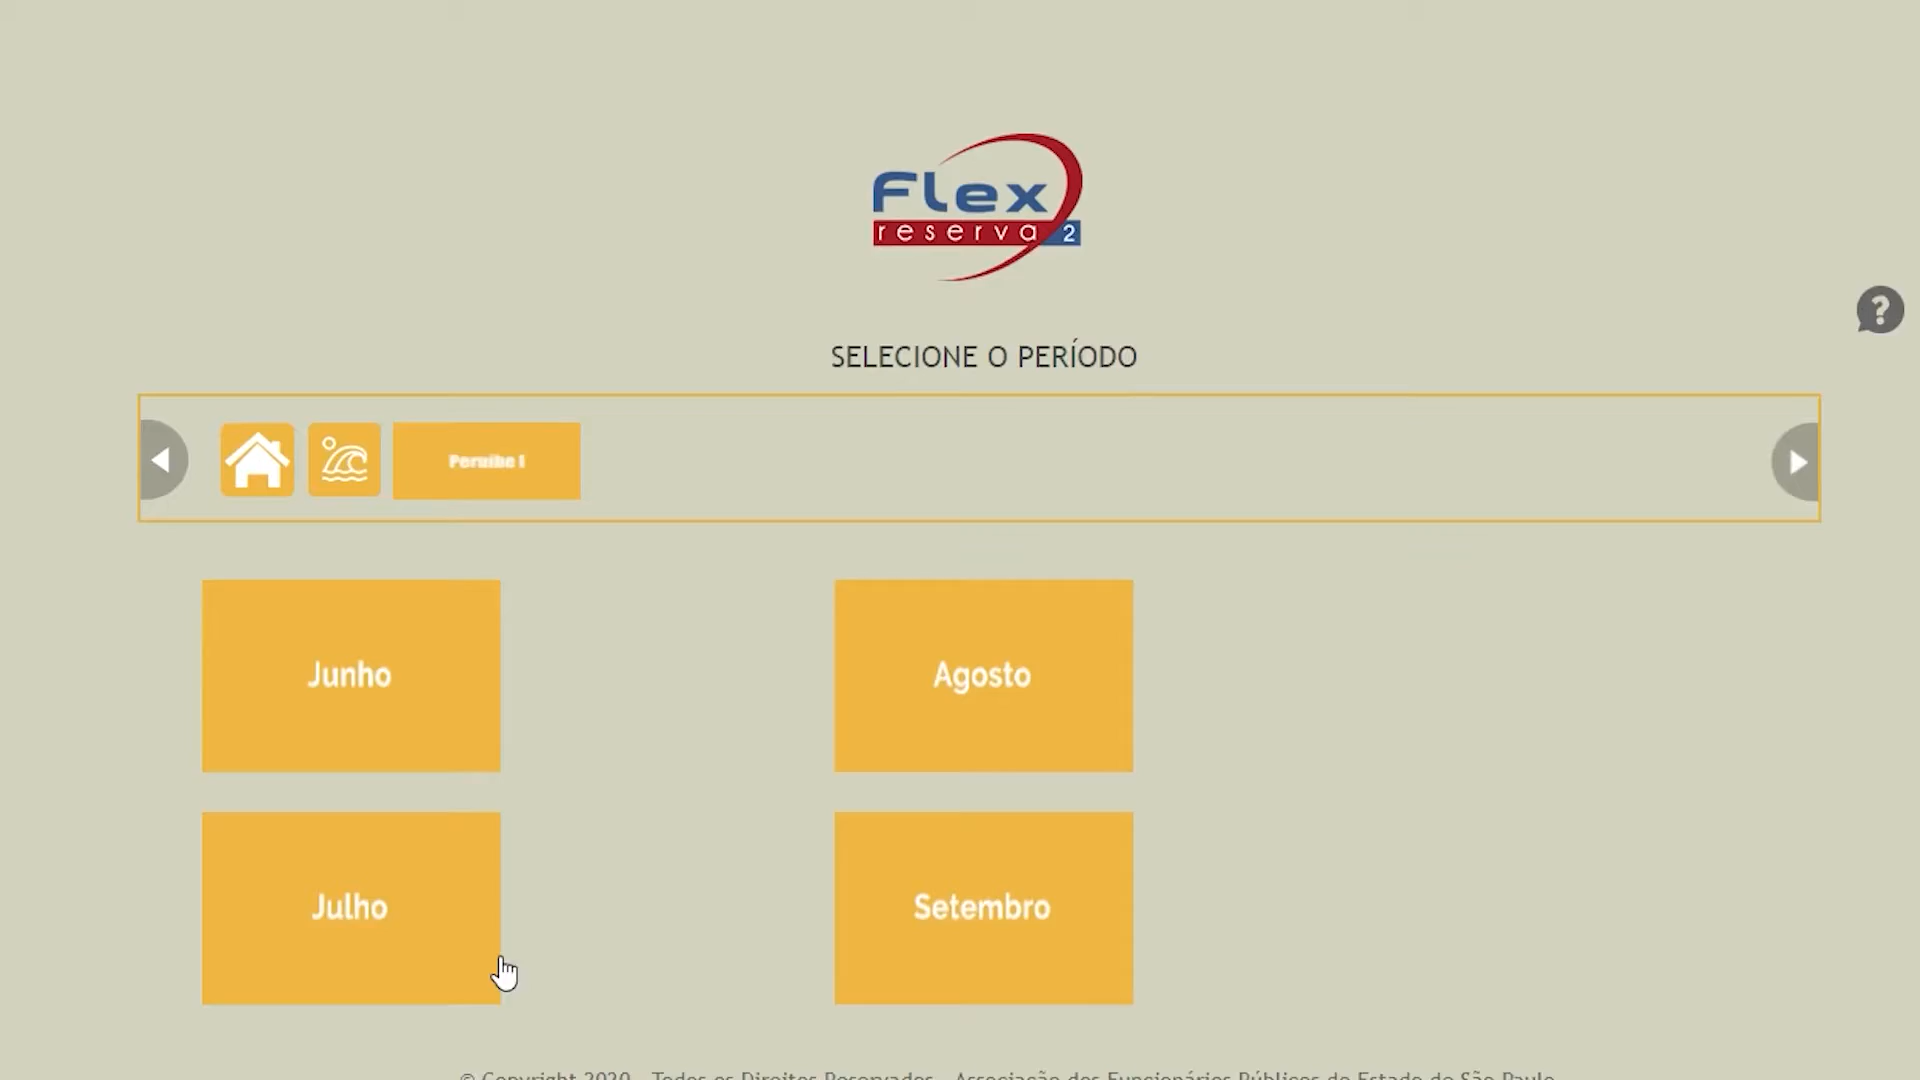 Flex
reserva 2
SELECIONE O PERÍODO
Peruíbe I
Junho
Agosto
Julho
Setembro
© Copyright 2020 - Todos os Direitos Reservados - Associação dos Funcionários Públicos do Estado de São Paulo